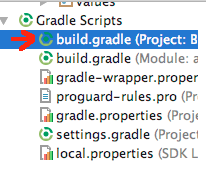 values
Gradle Scripts
build.gradle (Project: B
build.gradle (Module: a
gradle-wrapper.proper
proguard-rules.pro (
gradle.properties (Proj
settings.gradle (Project
local.properties (SDK L